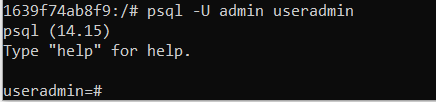 1639f74ab8f9:/# psql -U admin useradmin
psql (14.15)
Type "help" for help.
useradmin=#